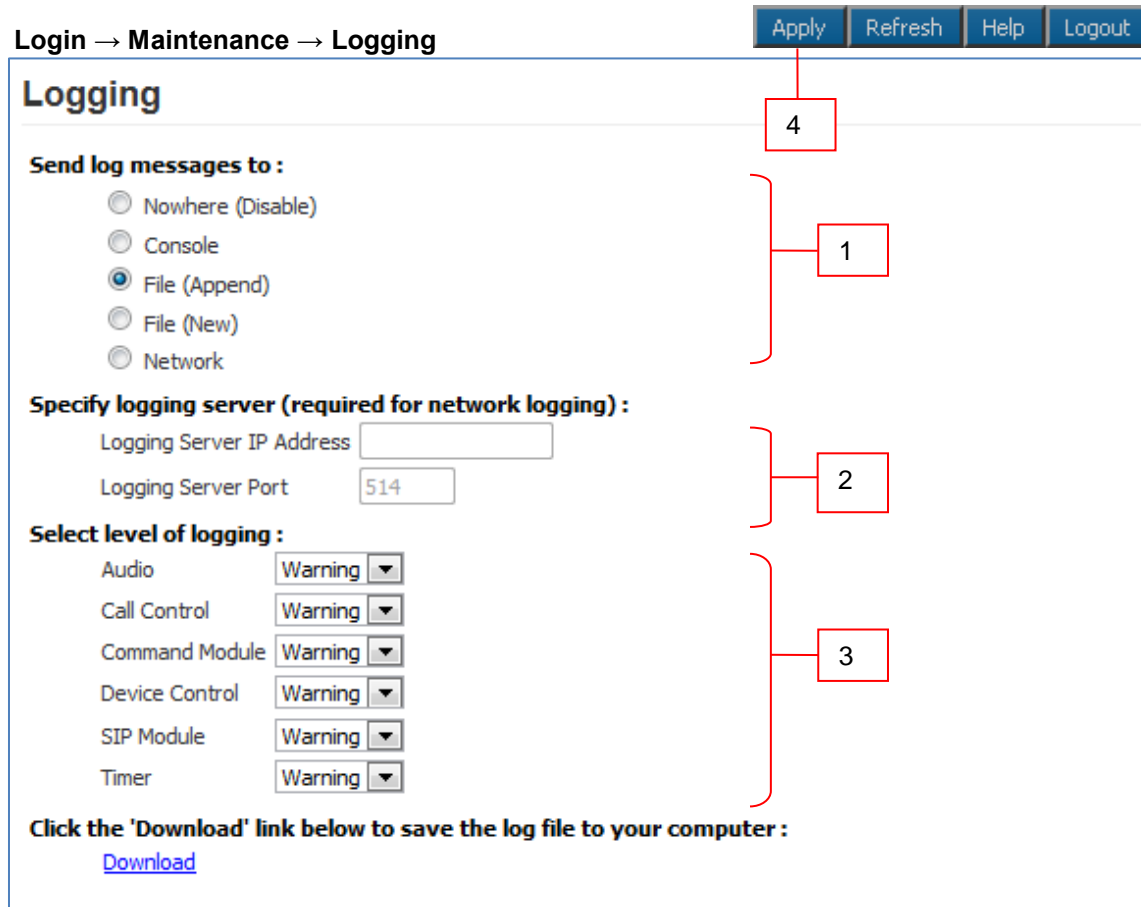 Login → Maintenance → Logging
Apply Refresh Help Logout
Logging
4
Send log messages to :
Nowhere (Disable)
Console
1
File (Append)
File (New)
Network
Specify logging server (required for network logging) :
Logging Server IP Address
Logging Server Port 514
2
Select level of logging :
Audio Warning
Call Control Warning
Command Module Warning
3
Device Control Warning
SIP Module Warning
Timer Warning
Click the 'Download' link below to save the log file to your computer :
Download